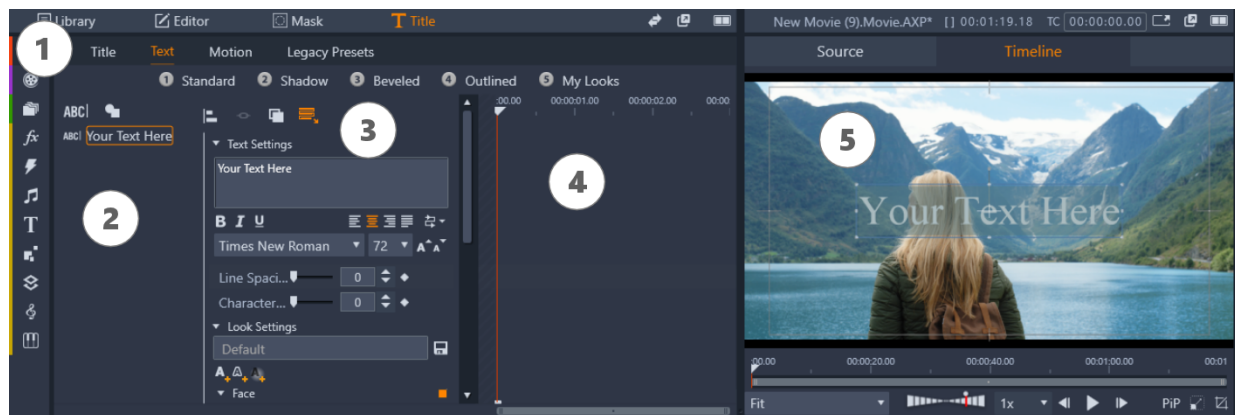 Library Editor Mask T Title New Movie (9).Movie.AXP* [] 00:01:19.18 TC 00:00:00.00
1 Title Text Motion Legacy Presets Source Timeline
1 Standard 2 Shadow 3 Beveled 4 Outlined 5 My Looks
ABC| :00.00 00:00:01.00 00:00:02.00 00:00
ABC| Your Text Here 3
fx Text Settings 5
Your Text Here 4
2
B I U
T Times New Roman 72 A A Your Text Here
Line Spaci... 0
Character... 0
Look Settings
Default
A A A :00.00 00:00:20.00 00:00:40.00 00:01:00.00 00:01
Face
Fit 1x PiP